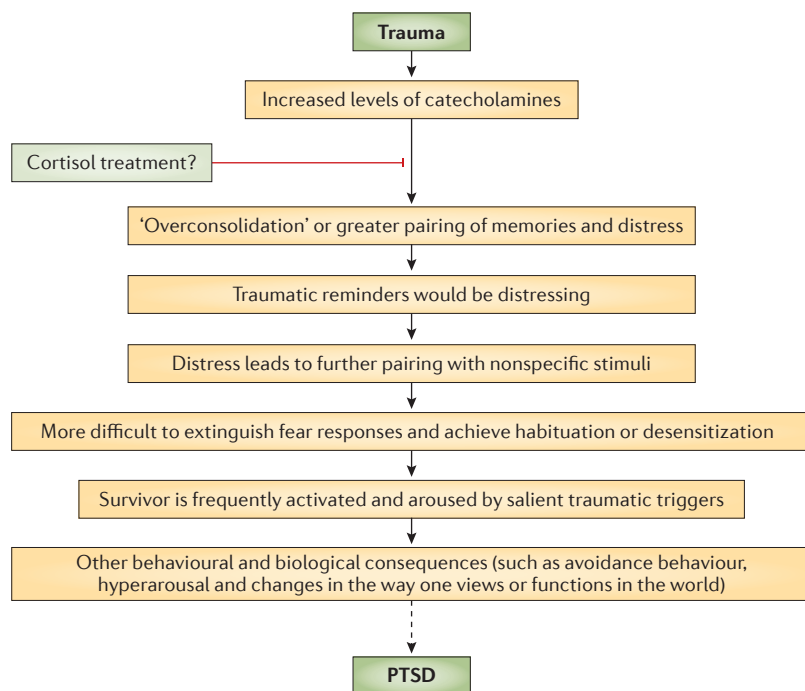 Trauma
Increased levels of catecholamines
Cortisol treatment?
‘Overconsolidation’ or greater pairing of memories and distress
Traumatic reminders would be distressing
Distress leads to further pairing with nonspecific stimuli
More difficult to extinguish fear responses and achieve habituation or desensitization
Survivor is frequently activated and aroused by salient traumatic triggers
Other behavioural and biological consequences (such as avoidance behaviour,
hyperarousal and changes in the way one views or functions in the world)
PTSD